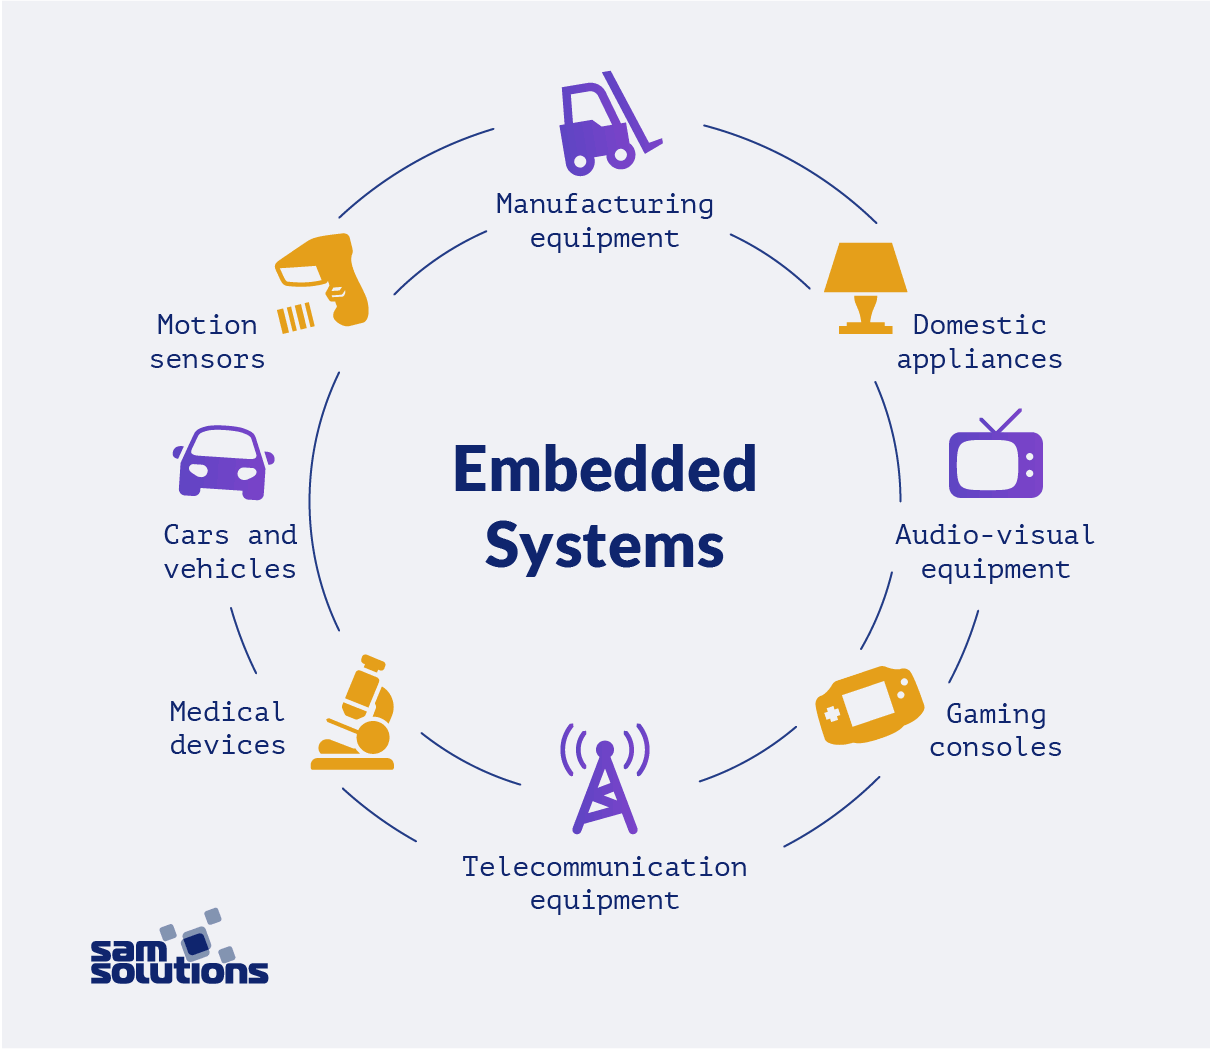 Manufacturing
equipment
Motion
sensors
Domestic
appliances
Embedded
Systems
Cars and
vehicles
Audio-visual
equipment
Medical
devices
Gaming
consoles
Telecommunication
equipment
sam
solutions